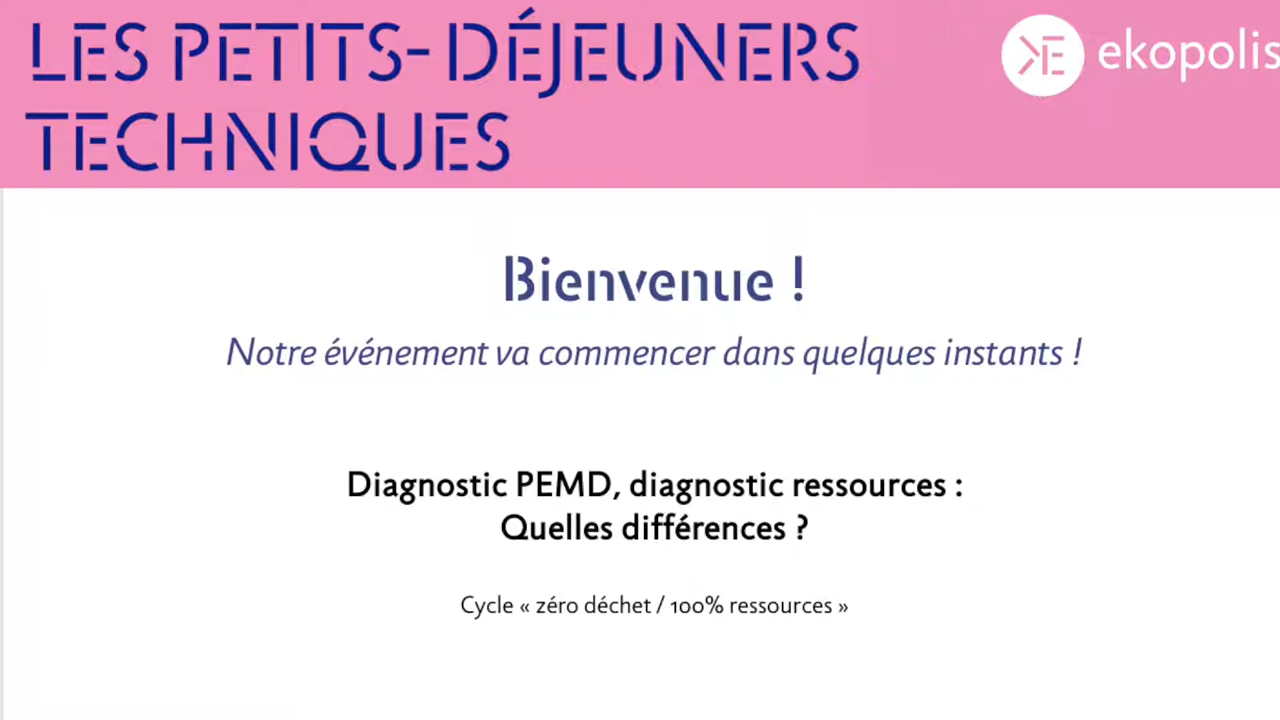 LES PETITS-DÉJEUNERS
TECHNIQUES
ekopolis
Bienvenue !
Notre événement va commencer dans quelques instants !
Diagnostic PEMD, diagnostic ressources :
Quelles différences ?
Cycle « zéro déchet / 100% ressources »